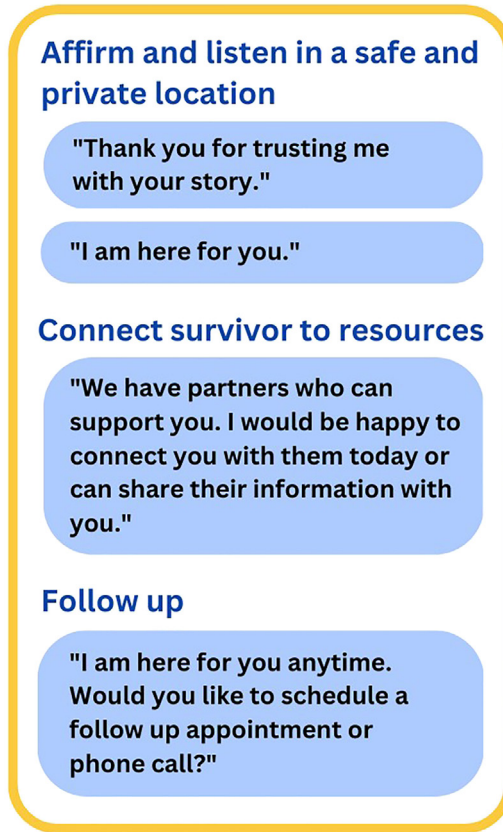 Affirm and listen in a safe and
private location
"Thank you for trusting me
with your story."
"I am here for you."
Connect survivor to resources
"We have partners who can
support you. I would be happy to
connect you with them today or
can share their information with
you."
Follow up
"I am here for you anytime.
Would you like to schedule a
follow up appointment or
phone call?"